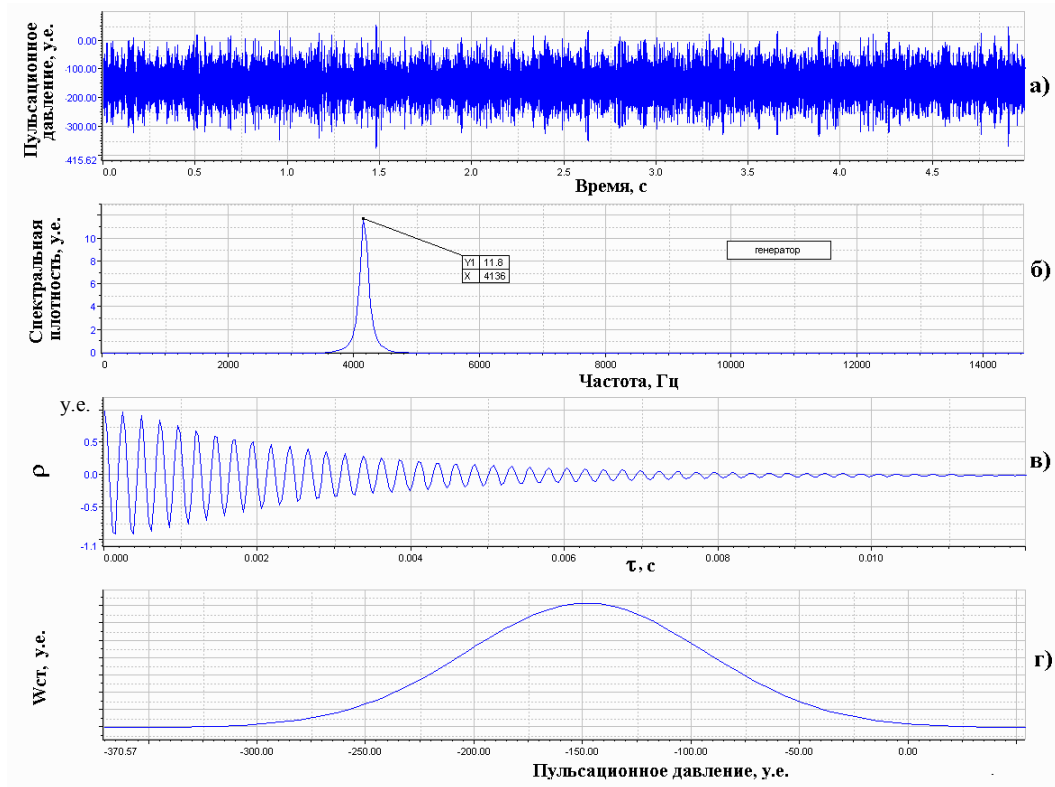 Пульсационное
давление, у.е.
0.00
-100.00
-200.00
-300.00
-415.62
0.0 0.5 1.0 1.5 2.0 2.5 3.0 3.5 4.0 4.5
Время, с
а)
Спектральная
плотность, у.е.
10
8
6
4
2
0
Y1 11.8
X 4136
генератор
0 2000 4000 6000 8000 10000 12000 14000
Частота, Гц
б)
у.е.
ρ
0.5
0.0
-0.5
-1.1
0.000 0.002 0.004 0.006 0.008 0.010
τ, с
в)
Wст, у.е.
-370.57 -300.00 -250.00 -200.00 -150.00 -100.00 -50.00 0.00
Пульсационное давление, у.е.
г)